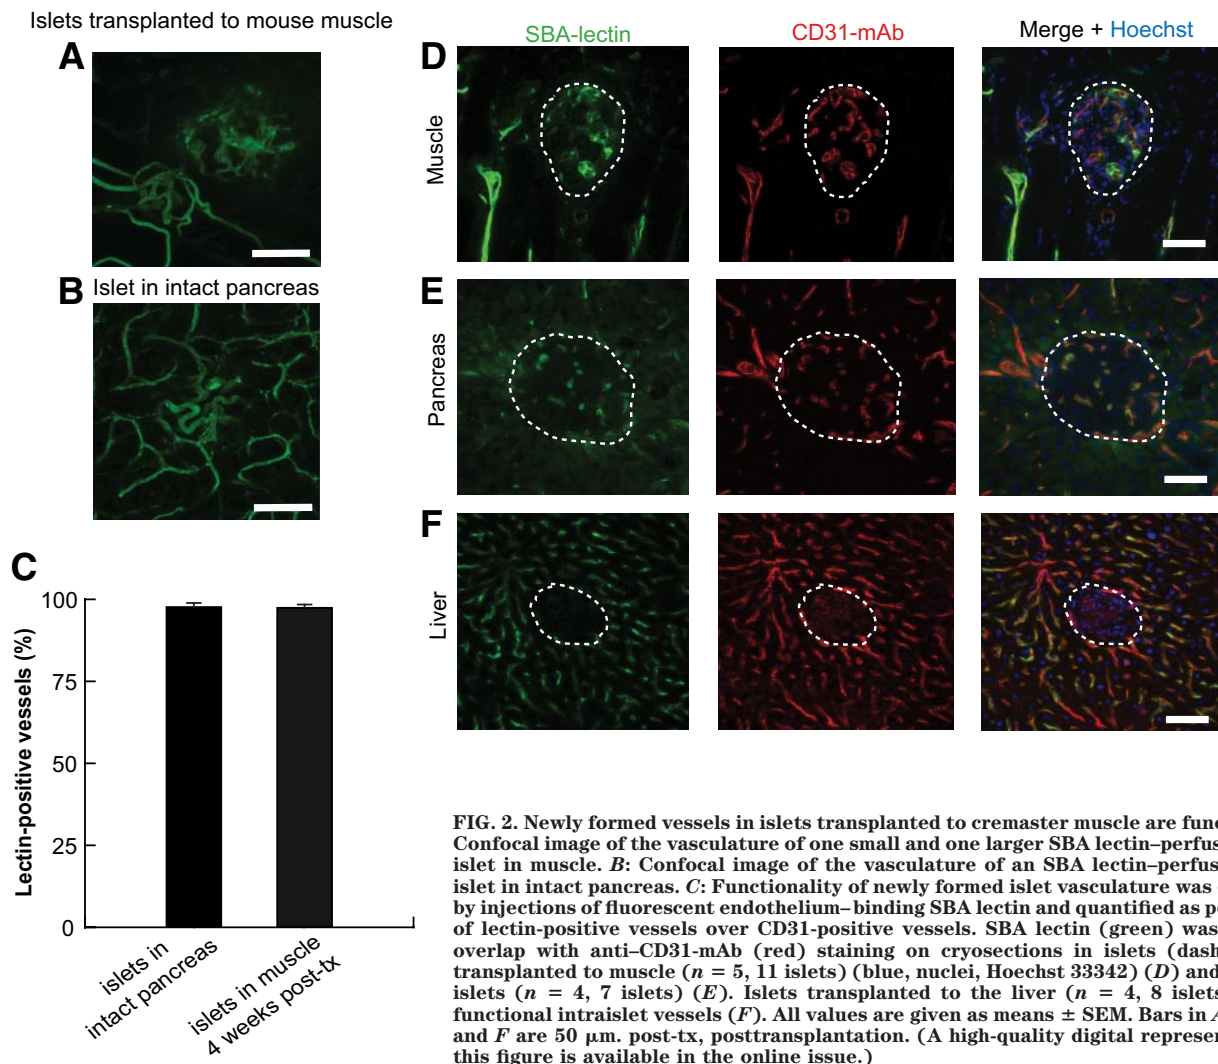 Islets transplanted to mouse muscle
A
B Islet in intact pancreas
C
Lectin-positive vessels (%)
100
75
50
25
0
islets in
intact pancreas
islets in muscle
4 weeks post-tx
SBA-lectin
CD31-mAb
Merge + Hoechst
D
Muscle
E
Pancreas
F
Liver
FIG. 2. Newly formed vessels in islets transplanted to cremaster muscle are func
Confocal image of the vasculature of one small and one larger SBA lectin–perfus
islet in muscle. B: Confocal image of the vasculature of an SBA lectin–perfus
islet in intact pancreas. C: Functionality of newly formed islet vasculature was
by injections of fluorescent endothelium–binding SBA lectin and quantified as pe
of lectin-positive vessels over CD31-positive vessels. SBA lectin (green) was
overlap with anti–CD31-mAb (red) staining on cryosections in islets (dash
transplanted to muscle (n = 5, 11 islets) (blue, nuclei, Hoechst 33342) (D) and
islets (n = 4, 7 islets) (E). Islets transplanted to the liver (n = 4, 8 islets
functional intraislet vessels (F). All values are given as means ± SEM. Bars in A
and F are 50 μm. post-tx, posttransplantation. (A high-quality digital represen
this figure is available in the online issue.)